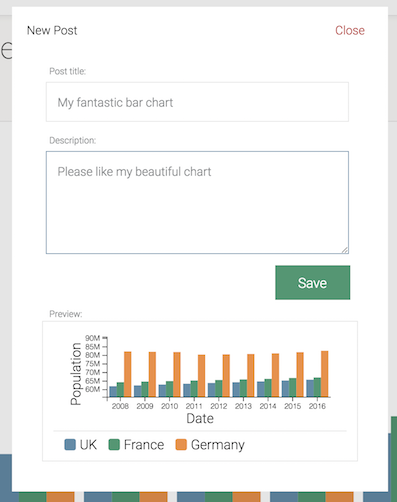 New Post Close
Post title:
My fantastic bar chart
Description:
Please like my beautiful chart
Save
Preview:
Population
90M
85M
80M
75M
70M
65M
60M
2008 2009 2010 2011 2012 2013 2014 2015 2016
Date
UK France Germany